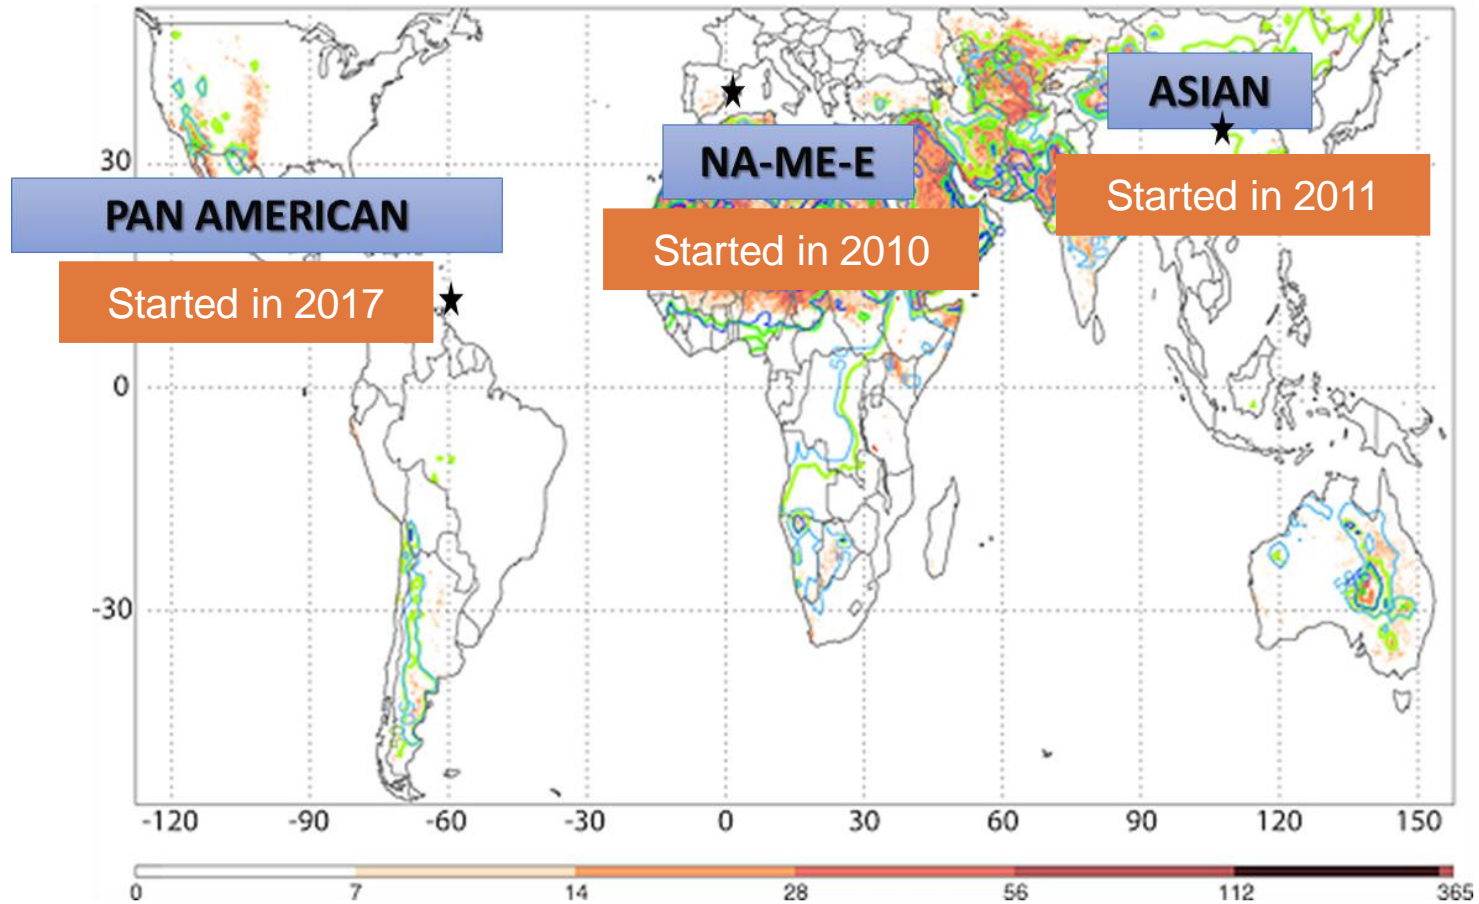 ASIAN
NA-ME-E
Started in 2011
PAN AMERICAN
Started in 2010
Started in 2017
30
0
-30
-120 -90 -60 -30 0 30 60 90 120 150
0 7 14 28 56 112 365
50